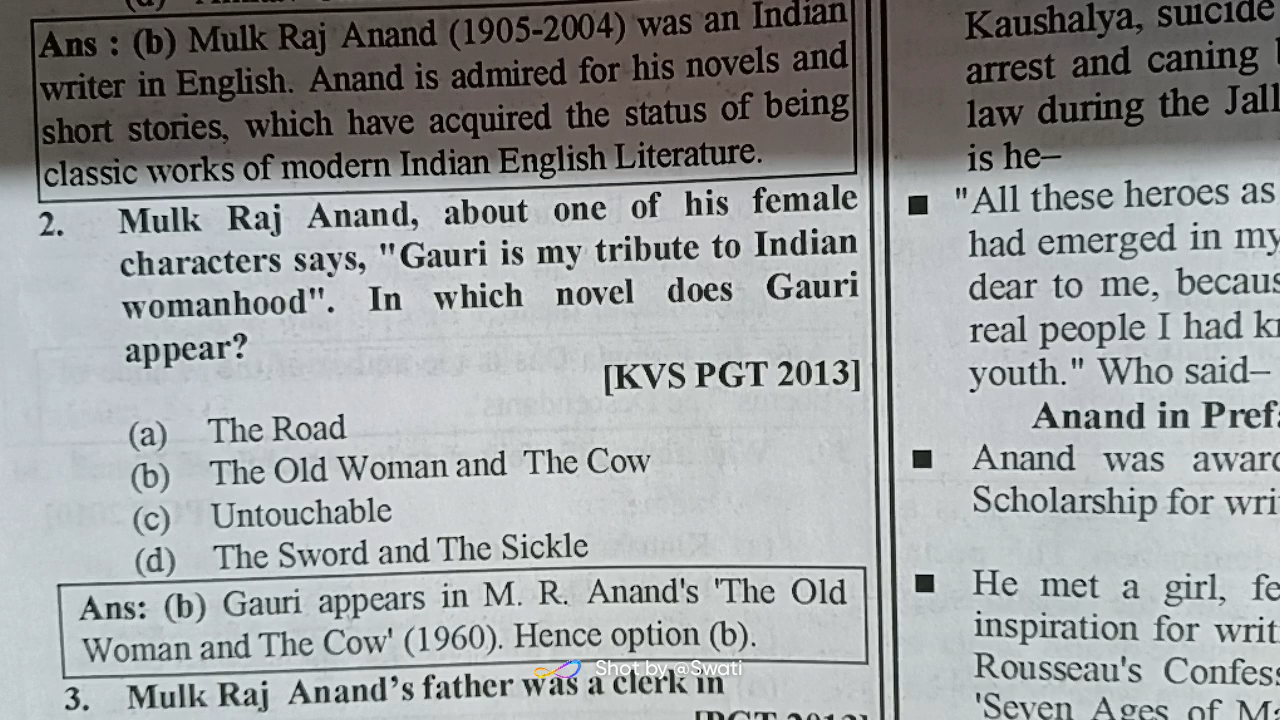 Ans : (b) Mulk Raj Anand (1905-2004) was an Indian
writer in English. Anand is admired for his novels and
short stories, which have acquired the status of being
classic works of modern Indian English Literature.
2. Mulk Raj Anand, about one of his female
characters says, "Gauri is my tribute to Indian
womanhood". In which novel does Gauri
appear?
[KVS PGT 2013]
(a) The Road
(b) The Old Woman and The Cow
(c) Untouchable
(d) The Sword and The Sickle
Ans: (b) Gauri appears in M. R. Anand's 'The Old
Woman and The Cow' (1960). Hence option (b).
Shot by @Swati
3. Mulk Raj Anand's father was a clerk in
Kaushalya, suicide
arrest and caning
law during the Jall
is he–
■ "All these heroes as
had emerged in my
dear to me, becaus
real people I had
youth." Who said–
Anand in Pref
■ Anand was award
Scholarship for wri
■ He met a girl, fe
inspiration for writ
Rousseau's Confess
'Seven Ages of Ma